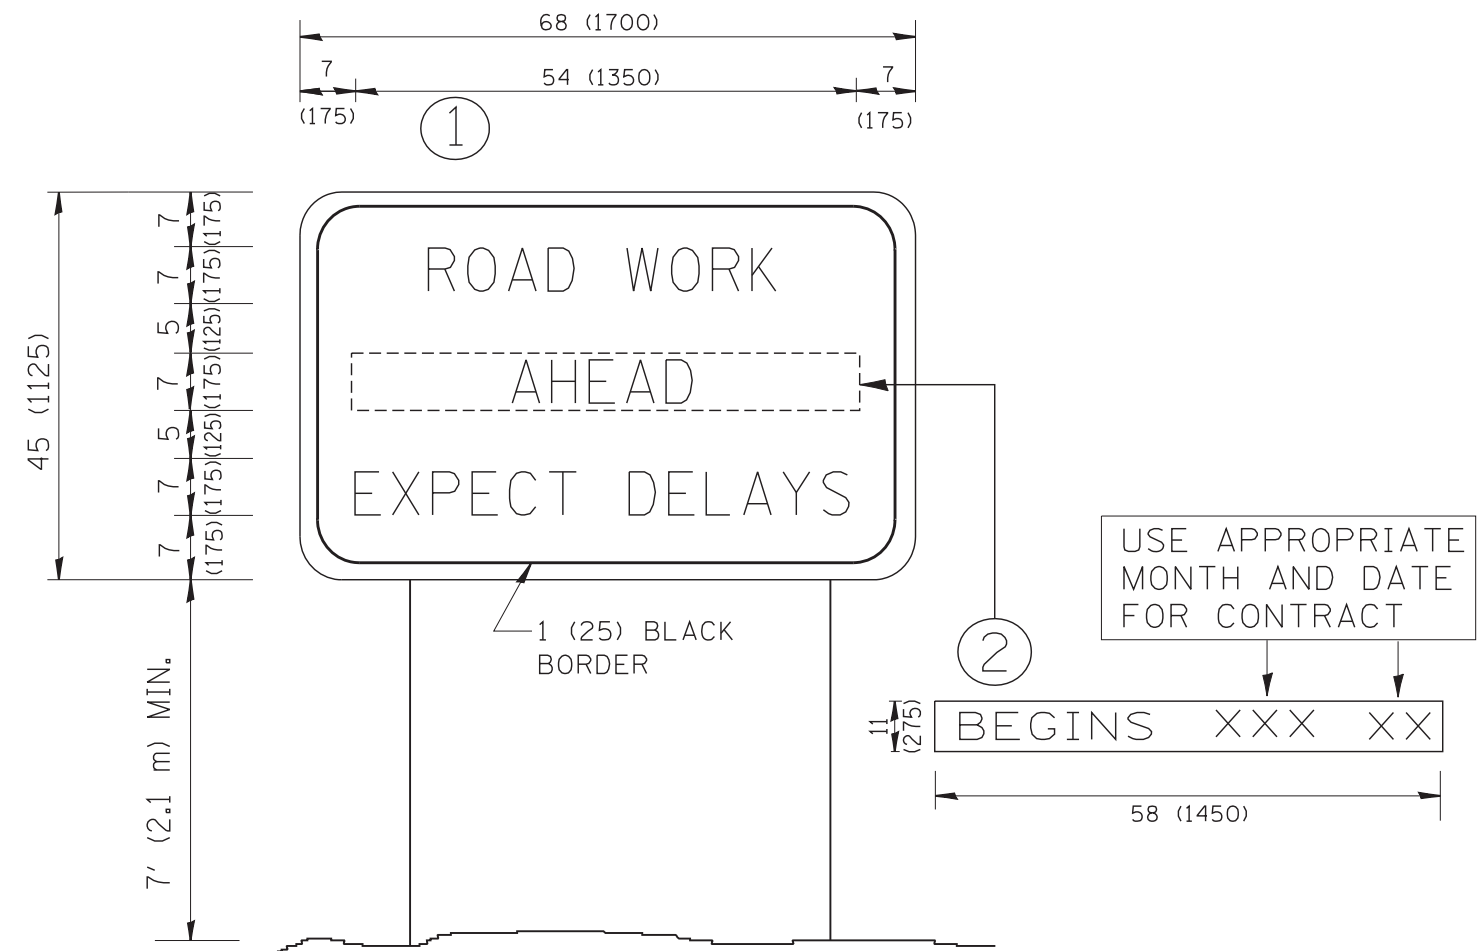 68 (1700)
7
54 (1350)
7
(175)
(175)
1
7
(175)
7
(175)
5
(125)
7
(175)
5
(125)
7
(175)
7
(175)
45 (1125)
ROAD WORK
AHEAD
EXPECT DELAYS
1 (25) BLACK
BORDER
7' (2.1 m) MIN.
2
USE APPROPRIATE
MONTH AND DATE
FOR CONTRACT
11
(275)
BEGINS XXX XX
58 (1450)